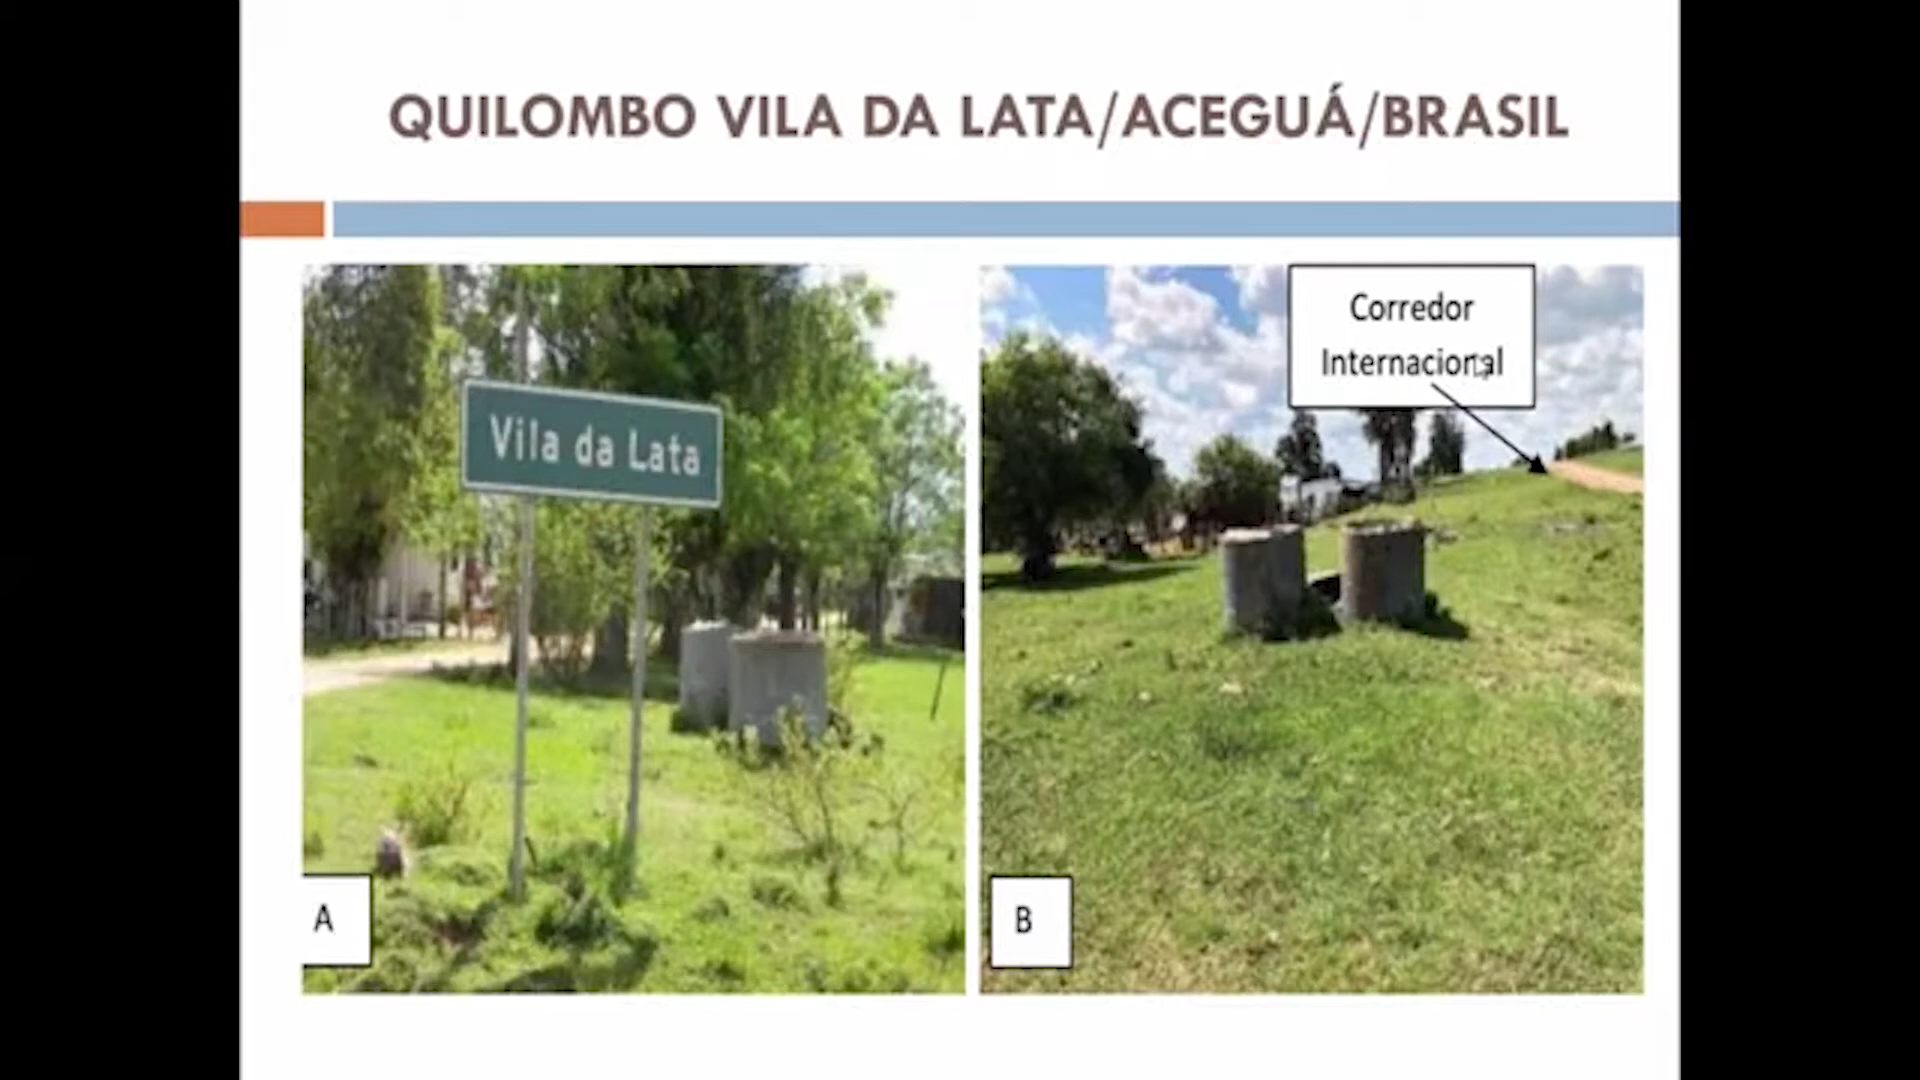 QUILOMBO VILA DA LATA/ACEGUÁ/BRASIL
Vila da Lata
Corredor
Internacional
A
B